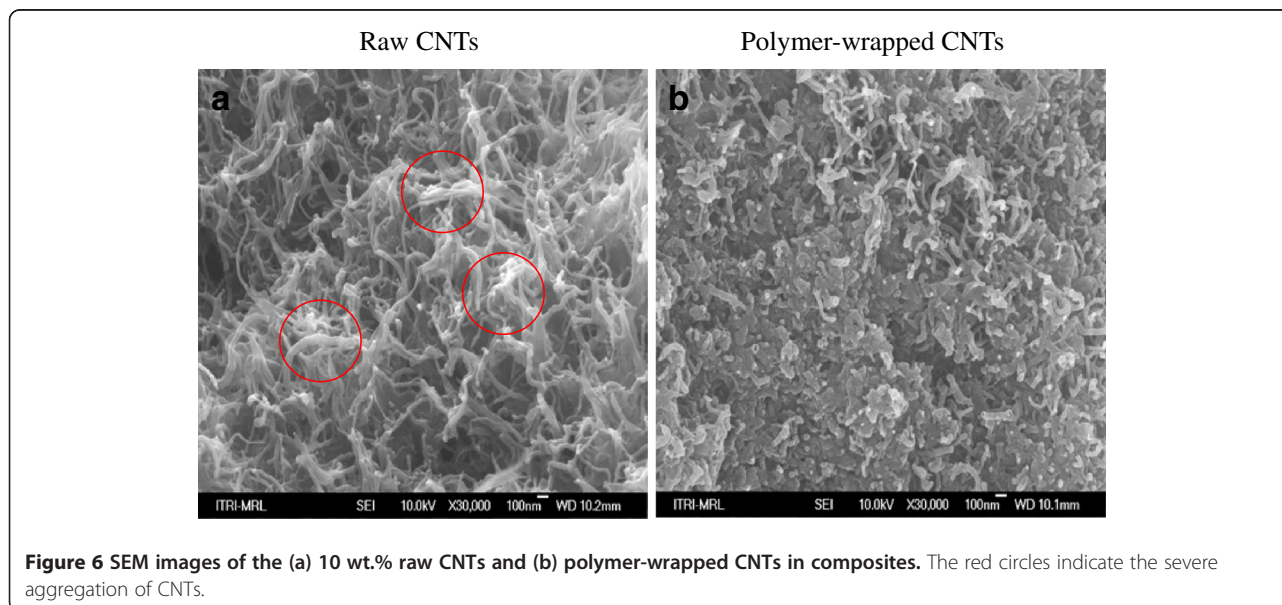 Raw CNTs
Polymer-wrapped CNTs
a
b
ITRI-MRL SEI 10.0kV X30,000 100nm WD 10.2mm
ITRI-MRL SEI 10.0kV X30,000 100nm WD 10.1mm
Figure 6 SEM images of the (a) 10 wt.% raw CNTs and (b) polymer-wrapped CNTs in composites. The red circles indicate the severe
aggregation of CNTs.